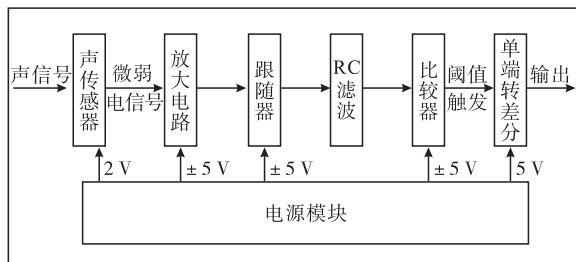 声信号
声传感器
微弱
电信号
放大电路
跟随器
RC
滤波
比较器
阈值
触发
单端转差分
输出
2 V
± 5 V
± 5 V
± 5 V
5 V
电源模块